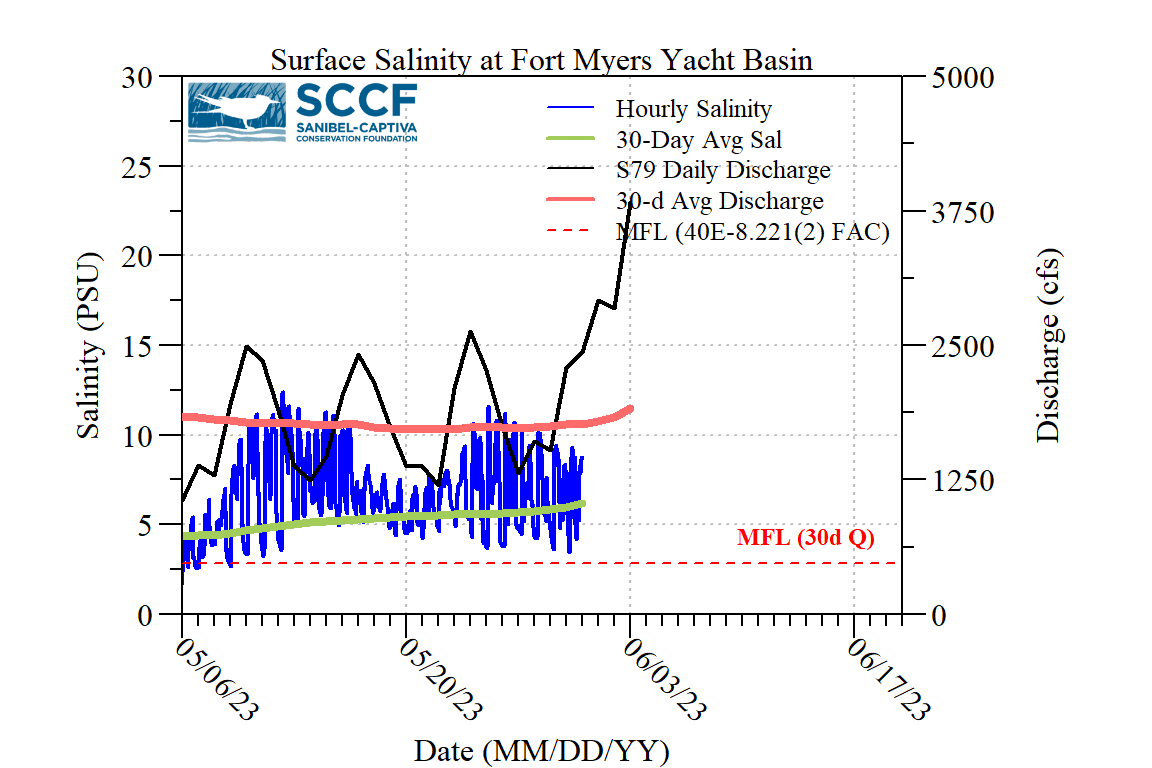 Surface Salinity at Fort Myers Yacht Basin
SCCF
SANIBEL-CAPTIVA
CONSERVATION FOUNDATION
Hourly Salinity
30-Day Avg Sal
S79 Daily Discharge
30-d Avg Discharge
MFL (40E-8.221(2) FAC)
30
25
20
15
10
5
0
Salinity (PSU)
5000
3750
2500
1250
0
Discharge (cfs)
MFL (30d Q)
05/06/23
05/20/23
06/03/23
06/17/23
Date (MM/DD/YY)